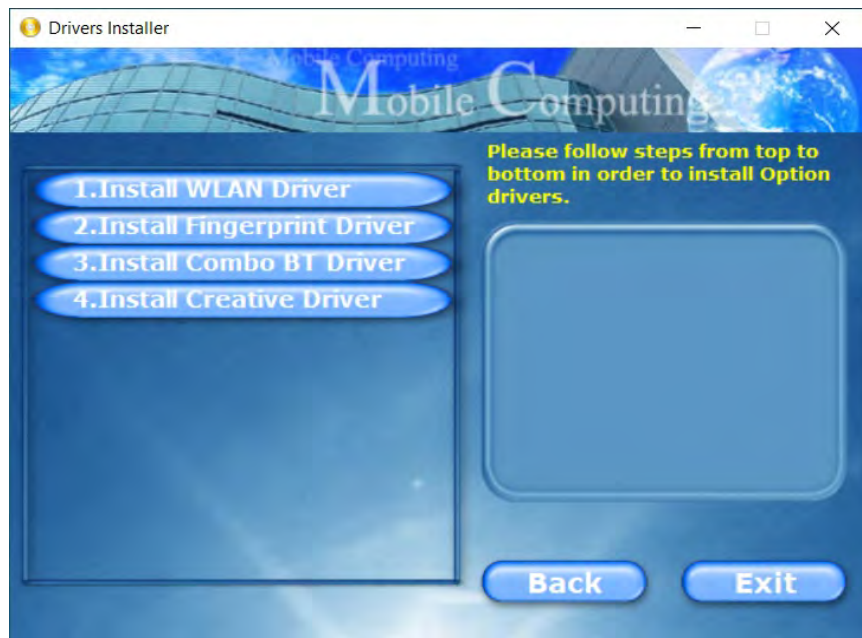 Drivers Installer
Mobile Computing
Mobile Computing
Please follow steps from top to
bottom in order to install Option
drivers.
1.Install WLAN Driver
2.Install Fingerprint Driver
3.Install Combo BT Driver
4.Install Creative Driver
Back
Exit